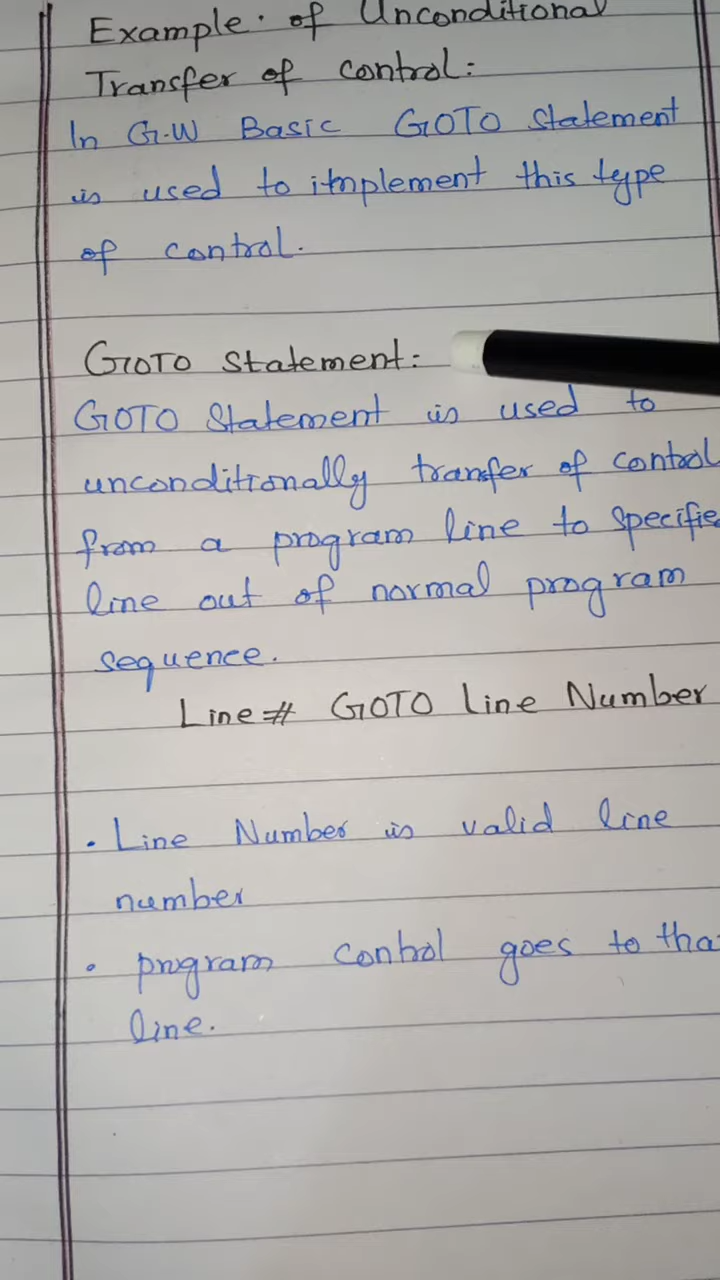 Example. of Unconditional
Transfer of control:
In G.W Basic GOTO Statement
is used to implement this type
of control.
GOTO Statement:
GOTO Statement is used to
unconditionally transfer of control
from a program line to specifie
line out of normal program
sequence.
Line# GOTO Line Number
• Line Number is valid line
number
• program control goes to tha
line.